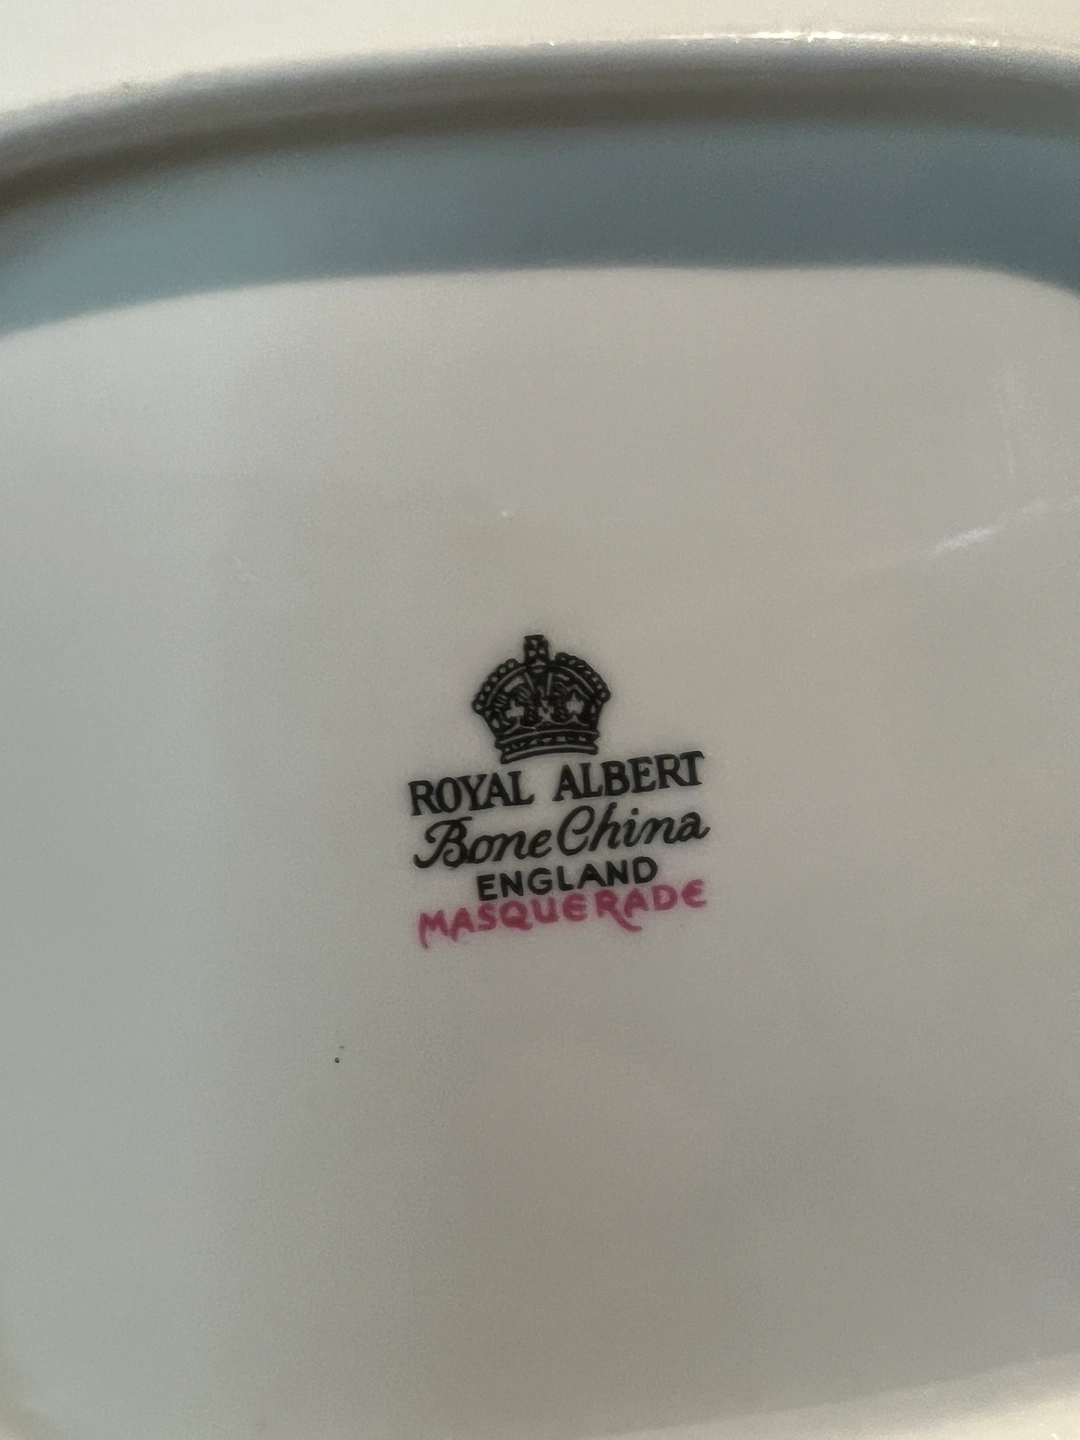 ROYAL ALBERT
Bone China
ENGLAND
MASQUERADE